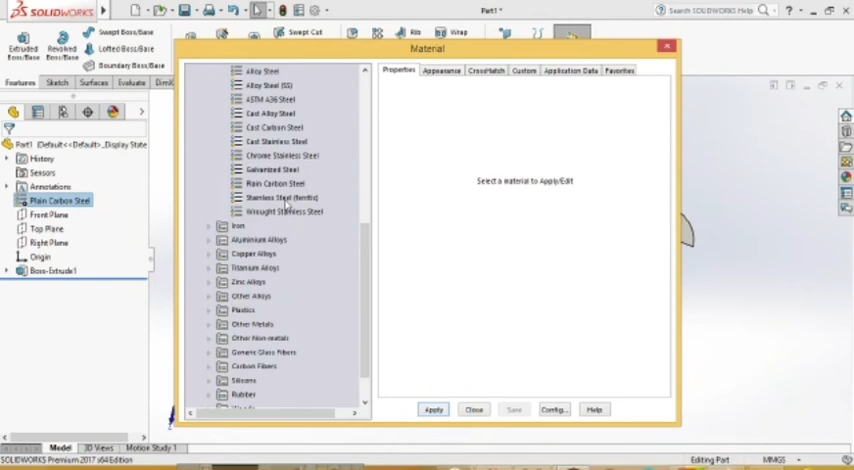 SOLIDWORKS
Part1 *
Search SOLIDWORKS Help
Extruded Boss/Base
Revolved Boss/Base
Swept Boss/Base
Lofted Boss/Base
Boundary Boss/Base
Swept Cut
Rib
Wrap
Features
Sketch
Surfaces
Evaluate
Part1 (Default<<Default>_Display State
History
Sensors
Annotations
Plain Carbon Steel
Front Plane
Top Plane
Right Plane
Origin
Boss-Extrude1
Material
Alloy Steel
Alloy Steel (SS)
ASTM A36 Steel
Cast Alloy Steel
Cast Carbon Steel
Cast Stainless Steel
Chrome Stainless Steel
Galvanized Steel
Plain Carbon Steel
Stainless Steel (ferritic)
Wrought Stainless Steel
Iron
Aluminium Alloys
Copper Alloys
Titanium Alloys
Zinc Alloys
Other Alloys
Plastics
Other Metals
Other Non-metals
Generic Glass Fibers
Carbon Fibers
Silicons
Rubber
Properties
Appearance
CrossHatch
Custom
Application Data
Favorites
Select a material to Apply/Edit
Apply
Close
Save
Config...
Help
Model
3D Views
Motion Study 1
SOLIDWORKS Premium 2017 x64 Edition
Editing Part
MMGS